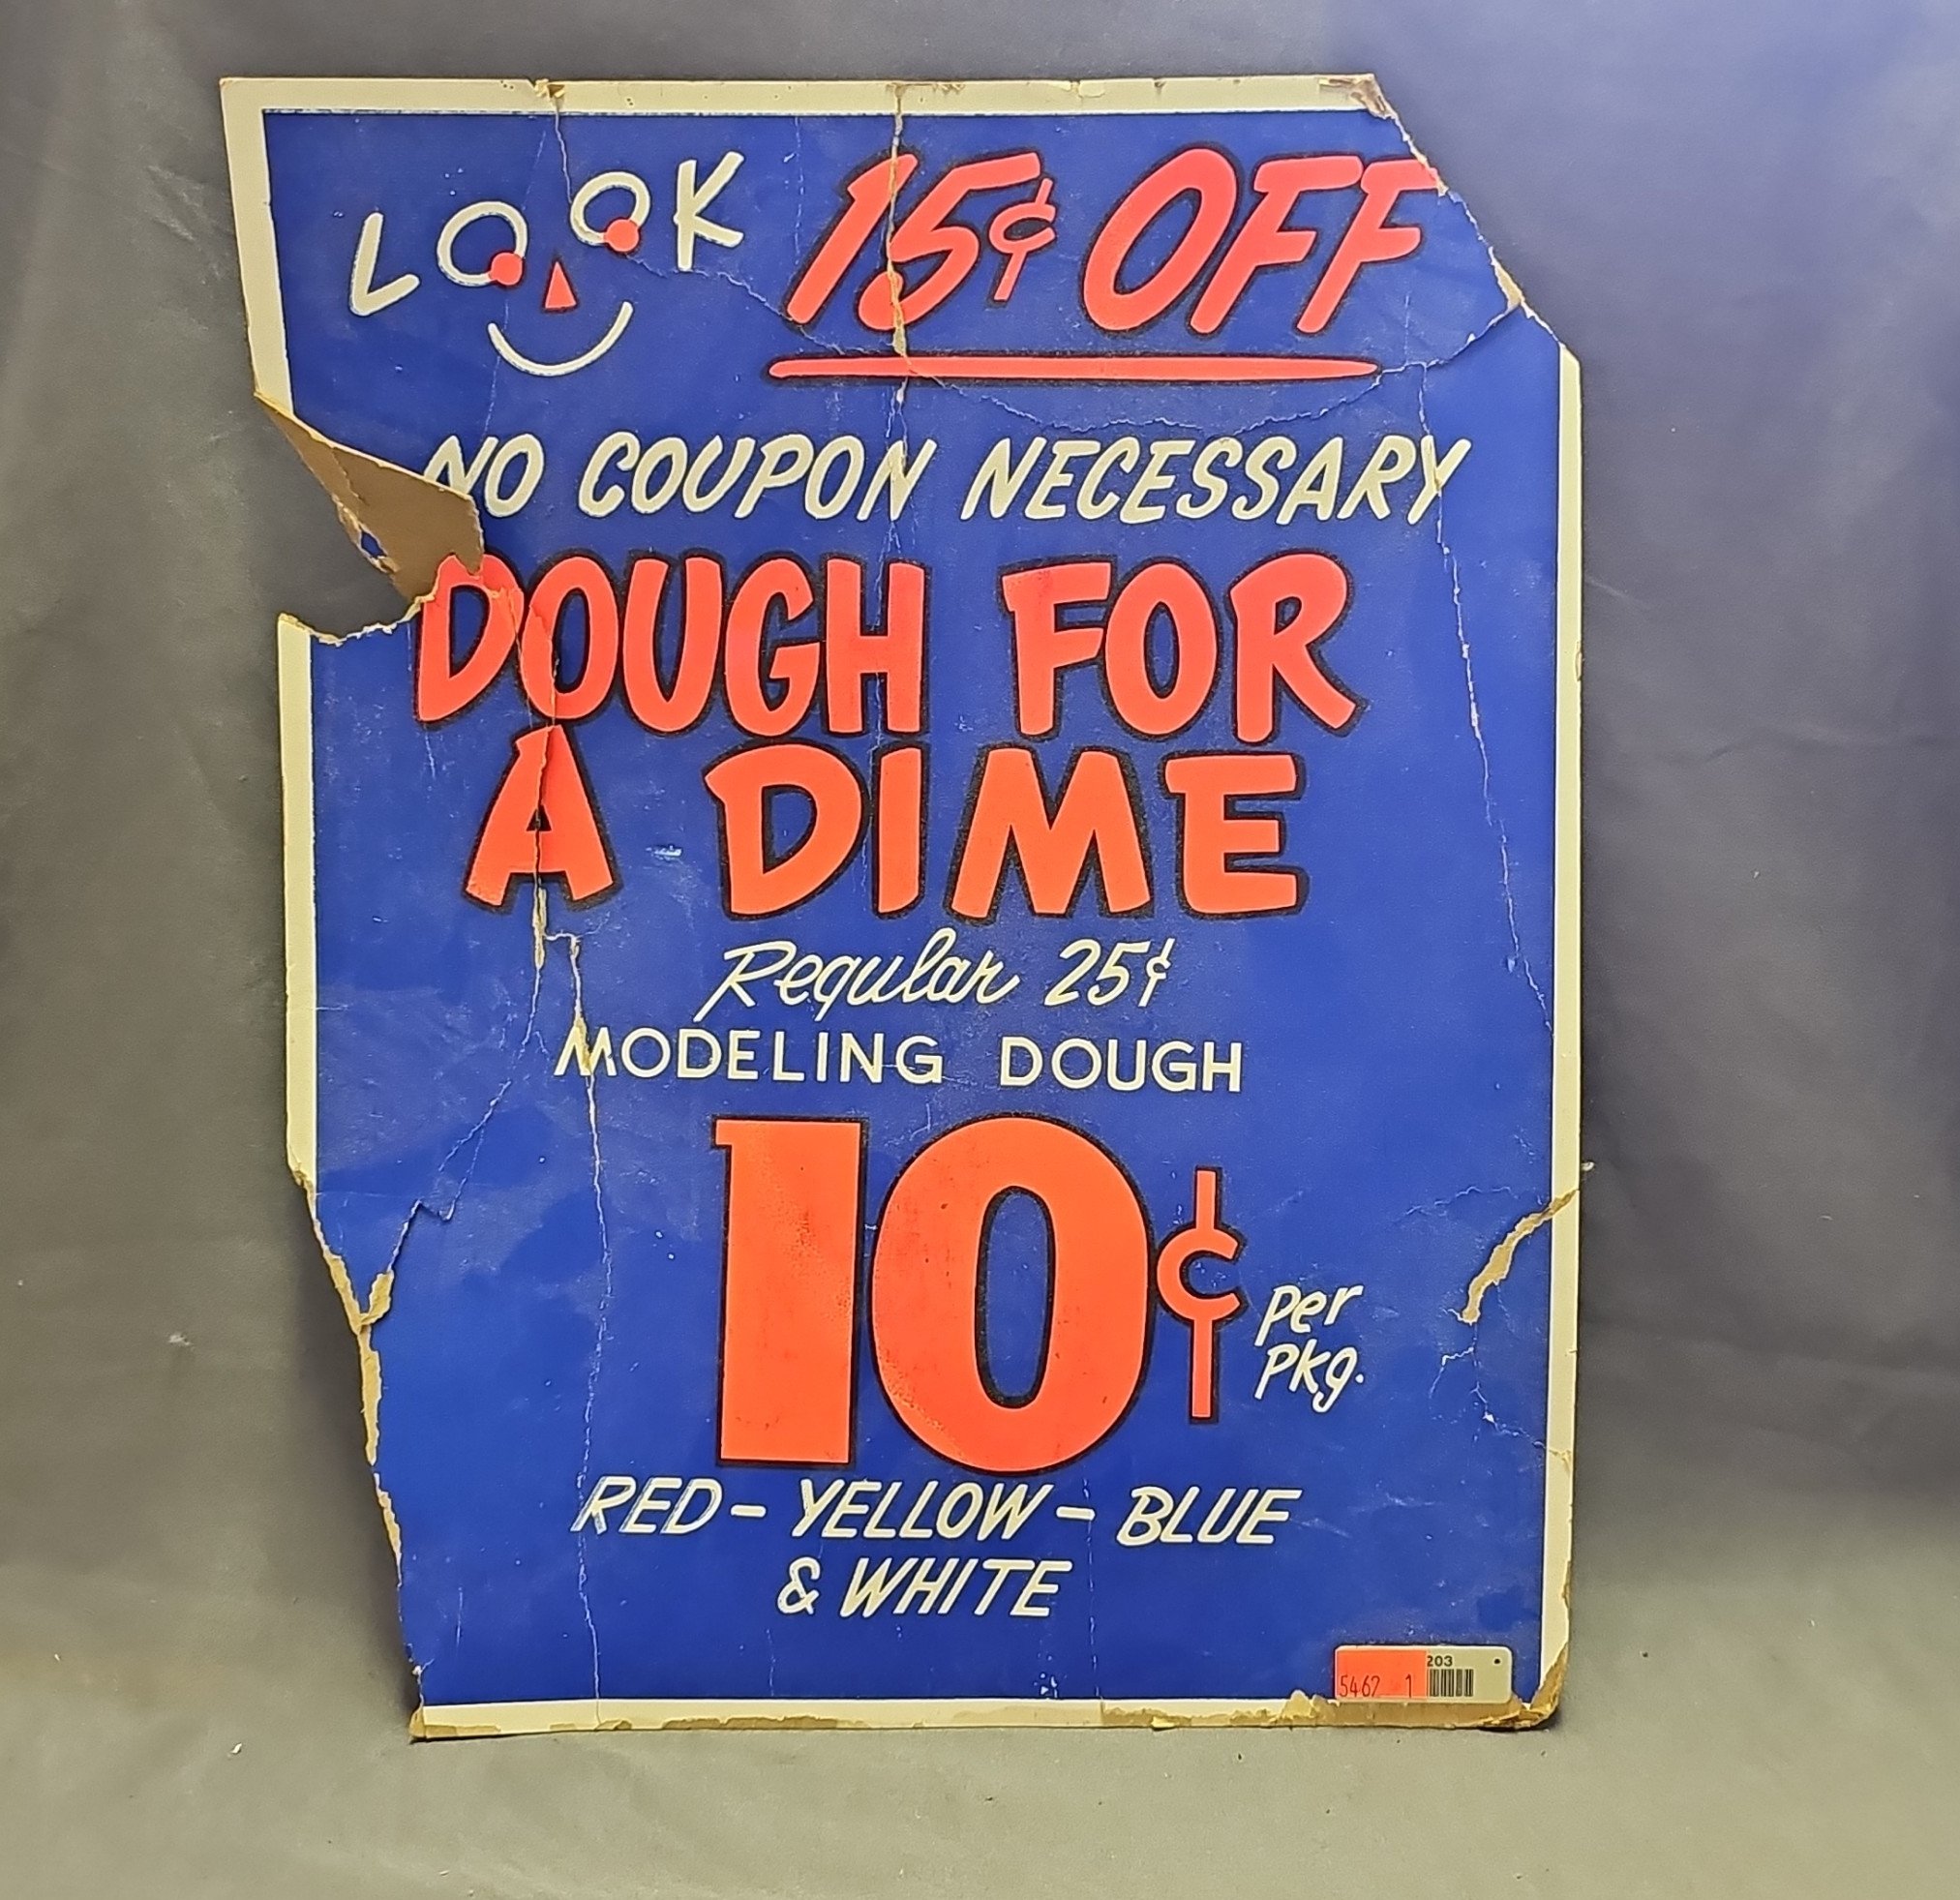 LOOK 15¢ OFF
NO COUPON NECESSARY
DOUGH FOR
A DIME
Regular 25¢
MODELING DOUGH
10¢ per
pkg.
RED - YELLOW - BLUE
& WHITE
203
5462 1